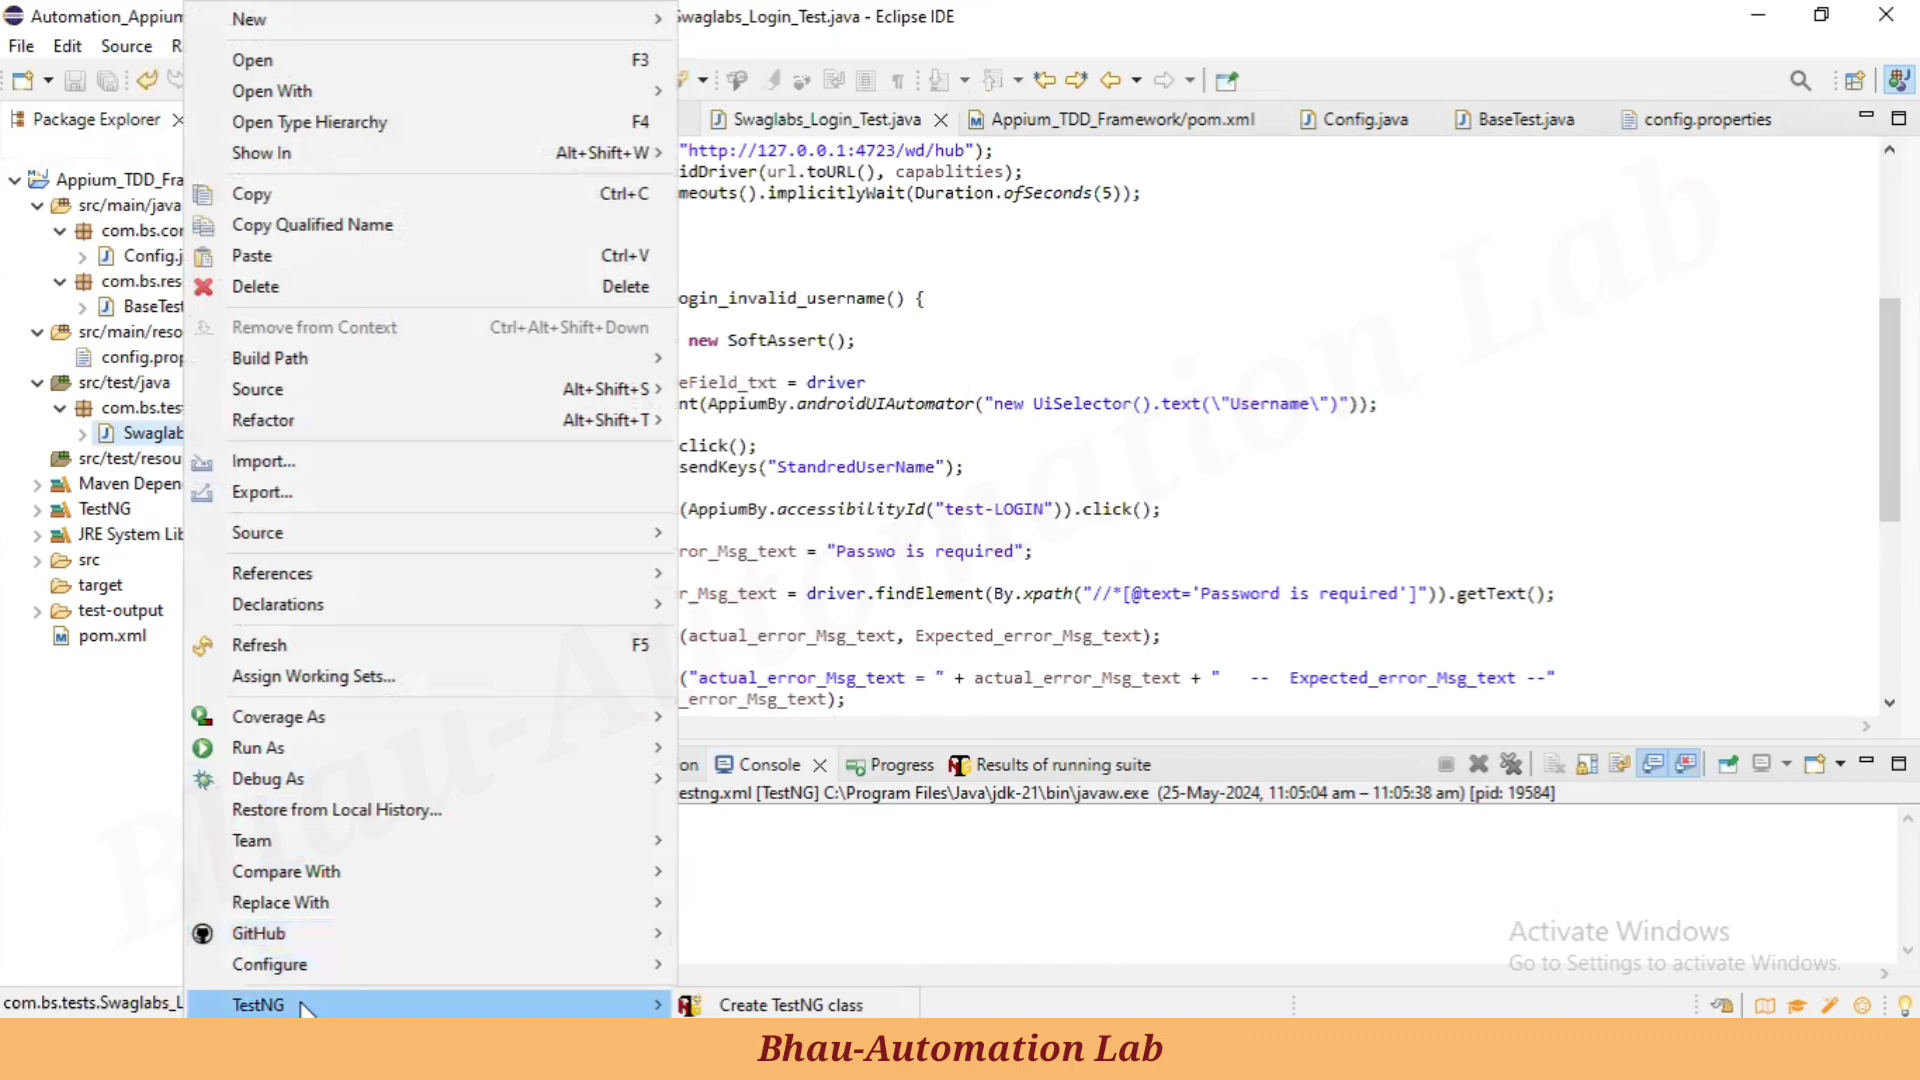 Automation_Appium
Swaglabs_Login_Test.java - Eclipse IDE
File Edit Source R
Package Explorer
Swaglabs_Login_Test.java
Appium_TDD_Framework/pom.xml
Config.java
BaseTest.java
config.properties
Appium_TDD_Fra
src/main/java
com.bs.cor
Config.j
com.bs.res
BaseTest
src/main/reso
config.prop
src/test/java
com.bs.tes
Swaglab
src/test/resou
Maven Depen
TestNG
JRE System Lib
src
target
test-output
pom.xml
com.bs.tests.Swaglabs_L
New
Open F3
Open With
Open Type Hierarchy F4
Show In Alt+Shift+W
Copy Ctrl+C
Copy Qualified Name
Paste Ctrl+V
Delete Delete
Remove from Context Ctrl+Alt+Shift+Down
Build Path
Source Alt+Shift+S
Refactor Alt+Shift+T
Import...
Export...
Source
References
Declarations
Refresh F5
Assign Working Sets...
Coverage As
Run As
Debug As
Restore from Local History...
Team
Compare With
Replace With
GitHub
Configure
TestNG
Create TestNG class
"http://127.0.0.1:4723/wd/hub");
idDriver(url.toURL(), capablities);
meouts().implicitlyWait(Duration.ofSeconds(5));
ogin_invalid_username() {
new SoftAssert();
eField_txt = driver
nt(AppiumBy.androidUIAutomator("new UiSelector().text(\"Username\")"));
click();
sendKeys("StandredUserName");
(AppiumBy.accessibilityId("test-LOGIN")).click();
ror_Msg_text = "Passwo is required";
r_Msg_text = driver.findElement(By.xpath("//*[@text='Password is required']")).getText();
(actual_error_Msg_text, Expected_error_Msg_text);
("actual_error_Msg_text = " + actual_error_Msg_text + "   --  Expected_error_Msg_text --"
_error_Msg_text);
on
Console
Progress
Results of running suite
estng.xml [TestNG] C:\Program Files\Java\jdk-21\bin\javaw.exe (25-May-2024, 11:05:04 am – 11:05:38 am) [pid: 19584]
Activate Windows
Go to Settings to activate Windows.
Bhau-Automation Lab
Bhau-Automation Lab